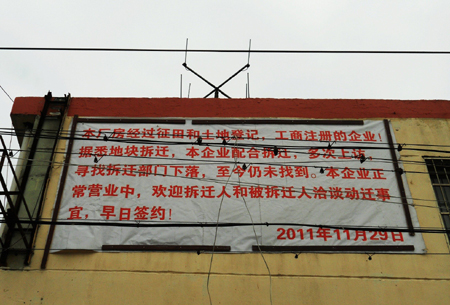 本厂房经过征田和土地登记，工商注册的企业！
据悉地块拆迁，本企业配合拆迁，多次上访，
寻找拆迁部门下落，至今仍未找到。本企业正
常营业中，欢迎拆迁人和被拆迁人洽谈动迁事
宜，早日签约！
2011年11月29日